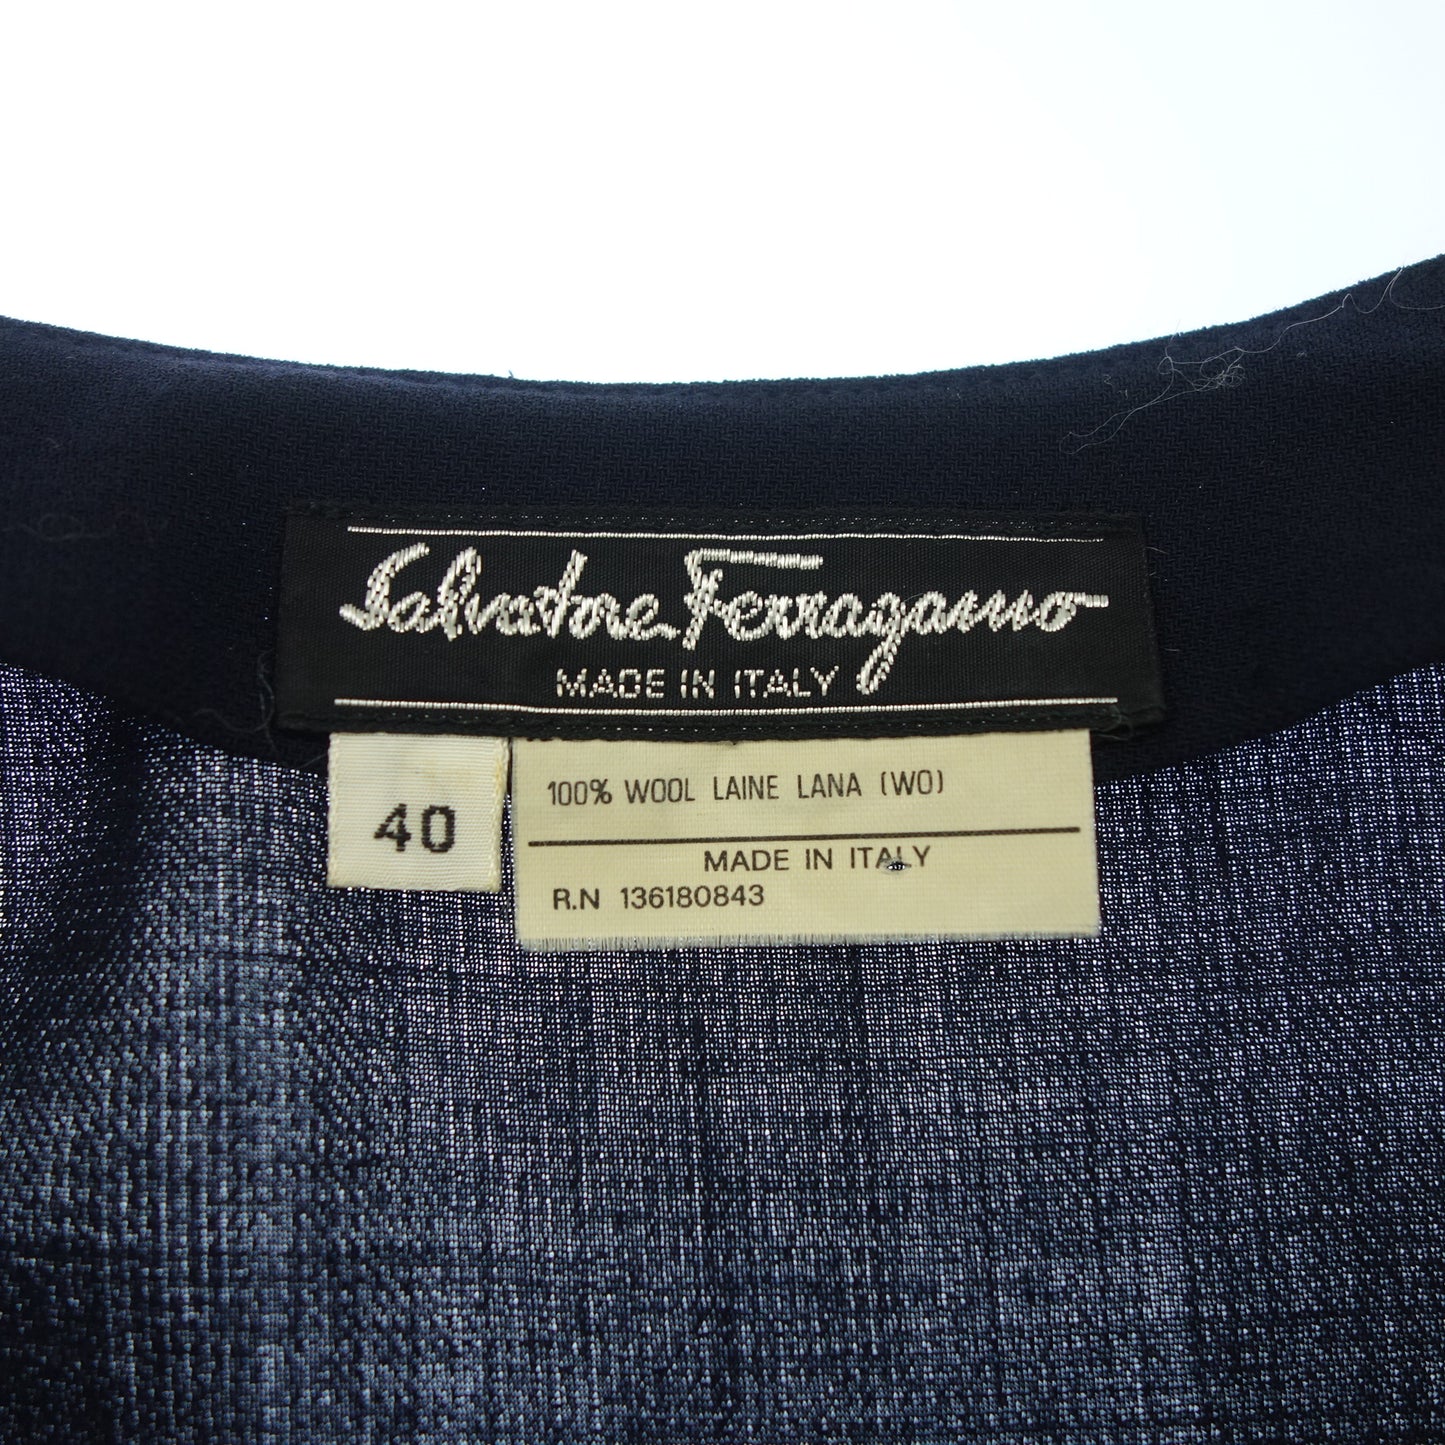 Salvatore Ferragamo
MADE IN ITALY
40
100% WOOL LAINE LANA (WO)
MADE IN ITALY
R.N 136180843